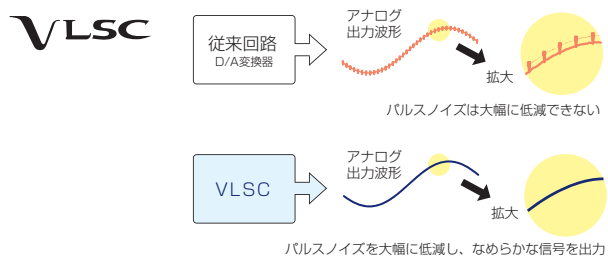 VLSC
従来回路
D/A変換器
アナログ
出力波形
拡大
パルスノイズは大幅に低減できない
VLSC
アナログ
出力波形
拡大
パルスノイズを大幅に低減し、なめらかな信号を出力